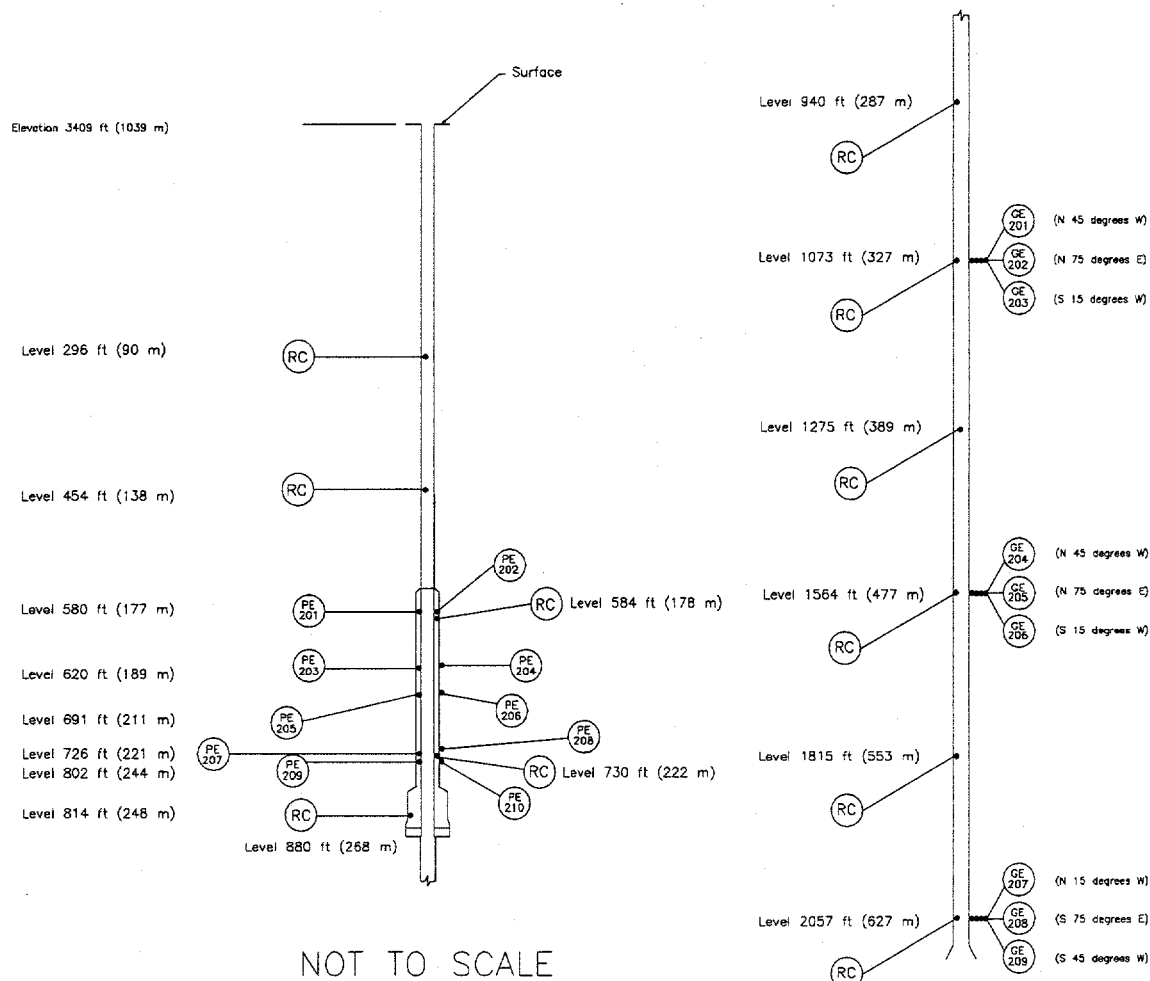 Surface
Elevation 3409 ft (1039 m)
Level 296 ft (90 m)
RC
Level 454 ft (138 m)
RC
PE
202
Level 580 ft (177 m)
PE
201
RC
Level 584 ft (178 m)
Level 620 ft (189 m)
PE
203
PE
204
Level 691 ft (211 m)
PE
205
PE
206
Level 726 ft (221 m)
PE
207
PE
208
Level 802 ft (244 m)
PE
209
RC
Level 730 ft (222 m)
PE
210
Level 814 ft (248 m)
RC
Level 880 ft (268 m)
NOT TO SCALE
Level 940 ft (287 m)
RC
GE
201
(N 45 degrees W)
Level 1073 ft (327 m)
GE
202
(N 75 degrees E)
GE
203
(S 15 degrees W)
RC
Level 1275 ft (389 m)
RC
GE
204
(N 45 degrees W)
Level 1564 ft (477 m)
GE
205
(N 75 degrees E)
GE
206
(S 15 degrees W)
RC
Level 1815 ft (553 m)
RC
GE
207
(N 15 degrees W)
Level 2057 ft (627 m)
GE
208
(S 75 degrees E)
GE
209
(S 45 degrees W)
RC